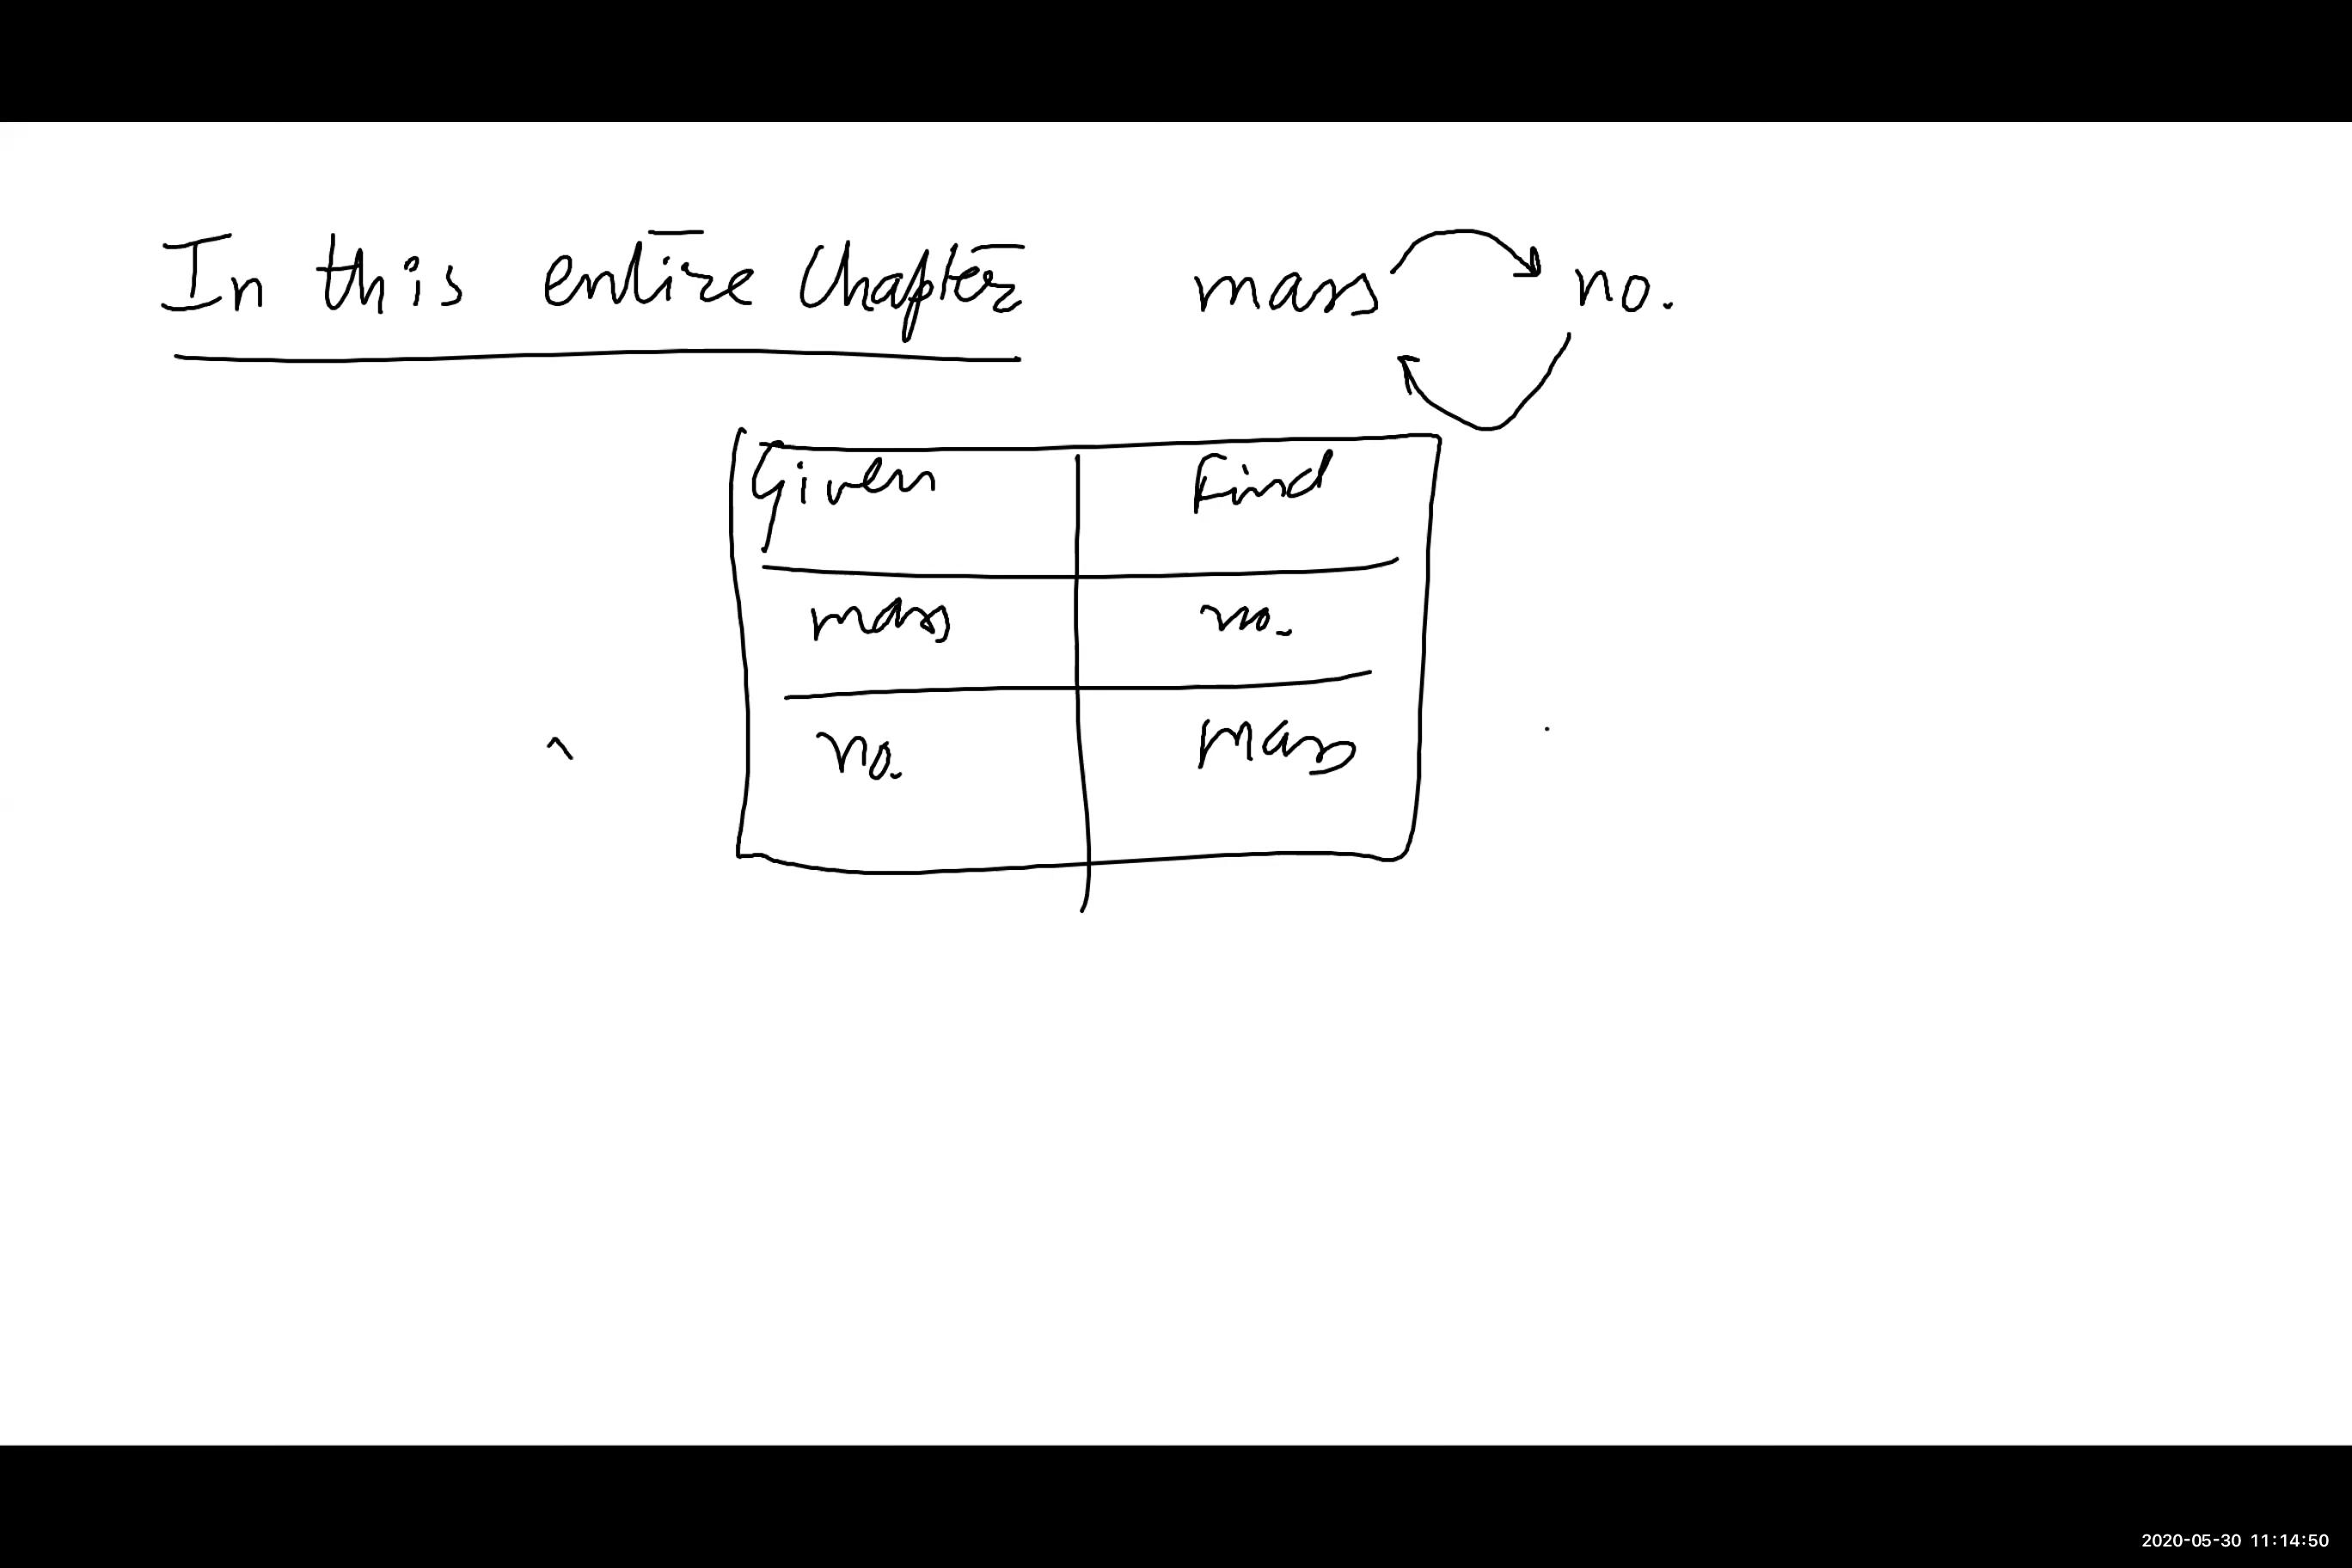 In this entire Chapter mass no.
Given Find
mass no.
no. Mass
2020-05-30 11:14:50